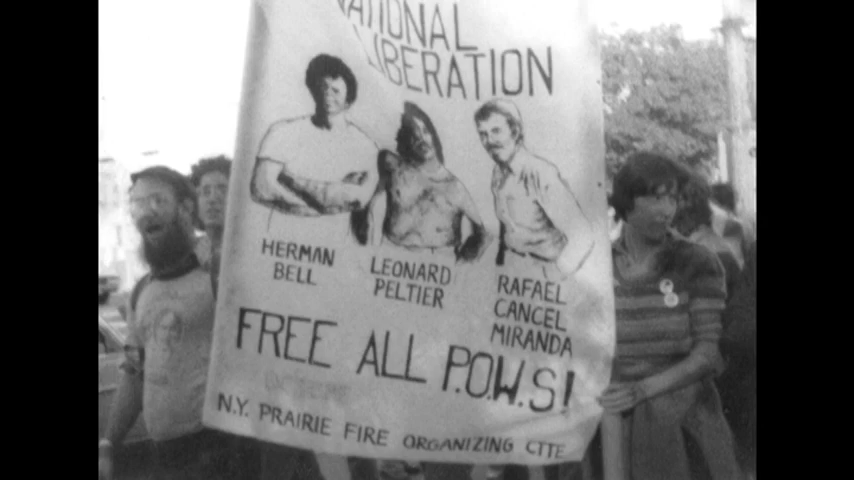 NATIONAL
LIBERATION
HERMAN
BELL
LEONARD
PELTIER
RAFAEL
CANCEL
MIRANDA
FREE ALL P.O.W.S!
N.Y. PRAIRIE FIRE ORGANIZING CTTE